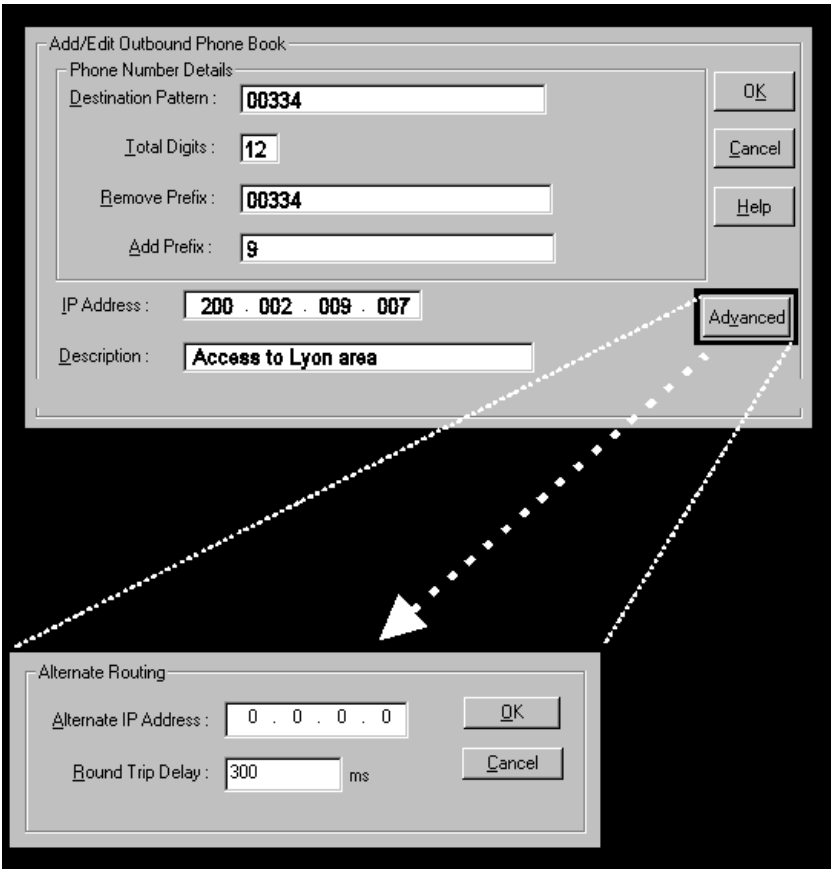 Add/Edit Outbound Phone Book
Phone Number Details
Destination Pattern : 00334
OK
Total Digits : 12
Cancel
Remove Prefix : 00334
Help
Add Prefix : 9
IP Address : 200 . 002 . 009 . 007
Advanced
Description : Access to Lyon area
Alternate Routing
Alternate IP Address : 0 . 0 . 0 . 0
OK
Round Trip Delay : 300 ms
Cancel